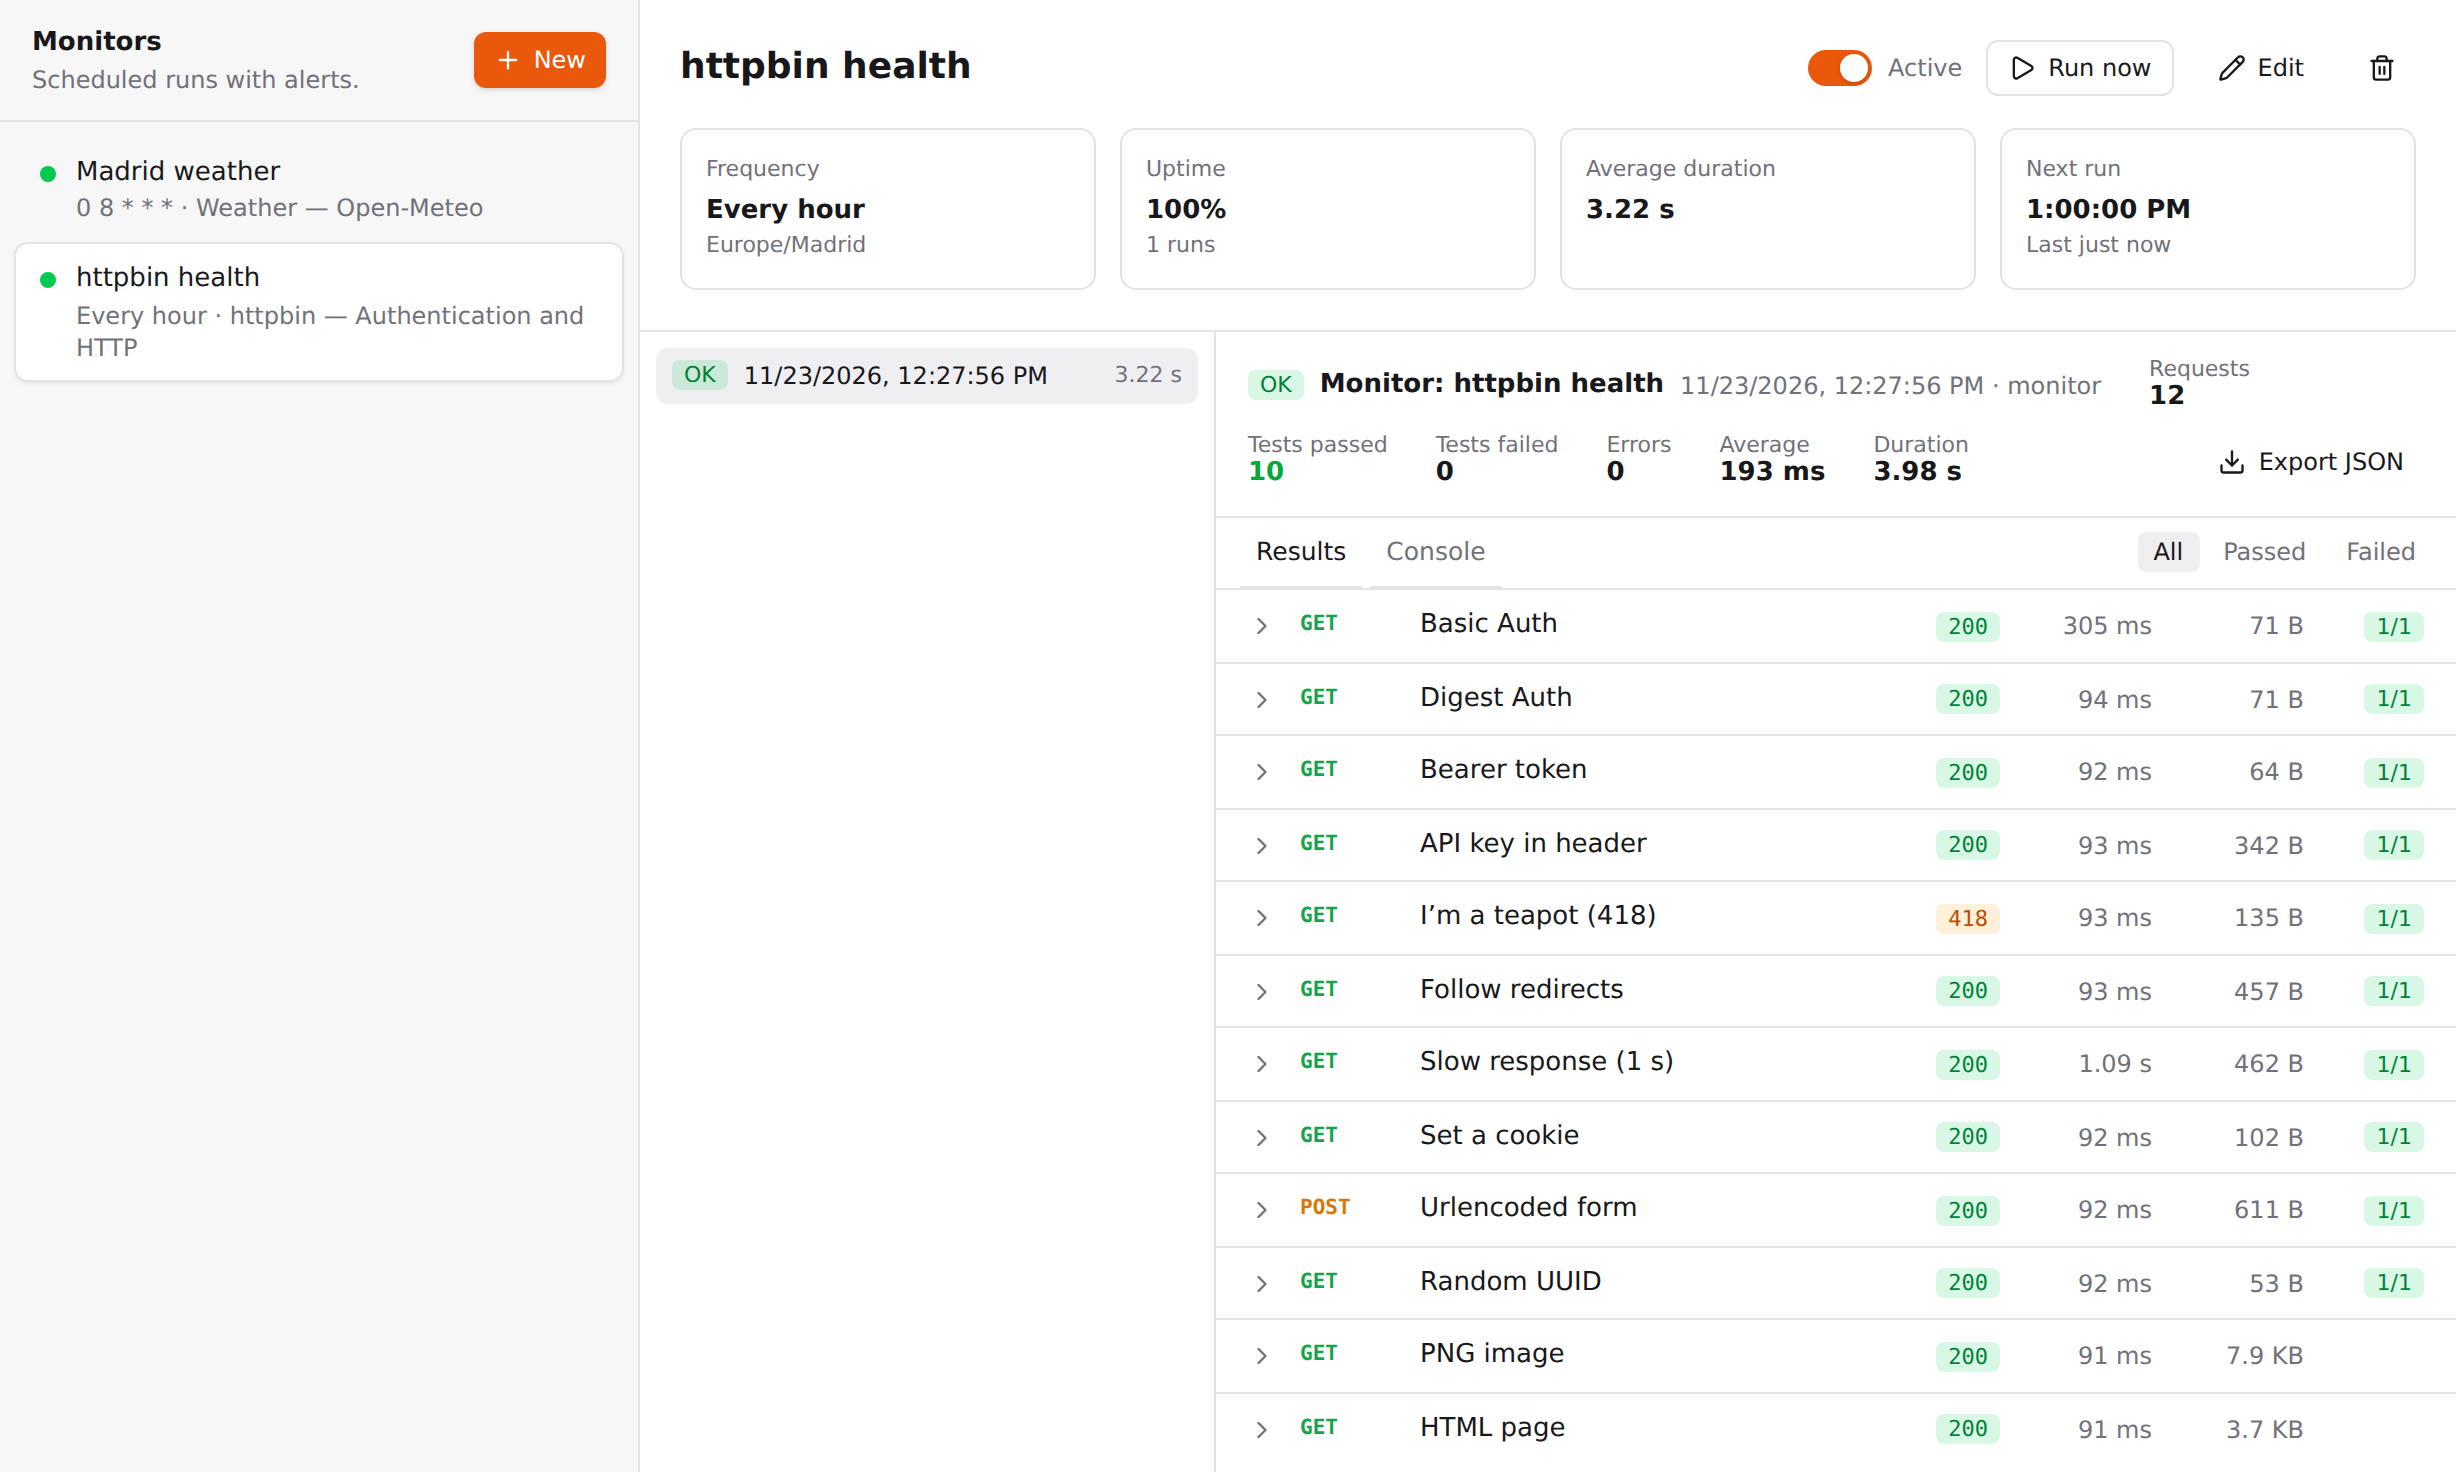 Monitors
Scheduled runs with alerts.
New
Madrid weather
0 8 * * * · Weather — Open-Meteo
httpbin health
Every hour · httpbin — Authentication and
HTTP
httpbin health
Active
Run now
Edit
Frequency
Every hour
Europe/Madrid
Uptime
100%
1 runs
Average duration
3.22 s
Next run
1:00:00 PM
Last just now
OK 11/23/2026, 12:27:56 PM 3.22 s
OK Monitor: httpbin health 11/23/2026, 12:27:56 PM · monitor
Requests
12
Tests passed
10
Tests failed
0
Errors
0
Average
193 ms
Duration
3.98 s
Export JSON
Results Console All Passed Failed
GET Basic Auth 200 305 ms 71 B 1/1
GET Digest Auth 200 94 ms 71 B 1/1
GET Bearer token 200 92 ms 64 B 1/1
GET API key in header 200 93 ms 342 B 1/1
GET I’m a teapot (418) 418 93 ms 135 B 1/1
GET Follow redirects 200 93 ms 457 B 1/1
GET Slow response (1 s) 200 1.09 s 462 B 1/1
GET Set a cookie 200 92 ms 102 B 1/1
POST Urlencoded form 200 92 ms 611 B 1/1
GET Random UUID 200 92 ms 53 B 1/1
GET PNG image 200 91 ms 7.9 KB
GET HTML page 200 91 ms 3.7 KB